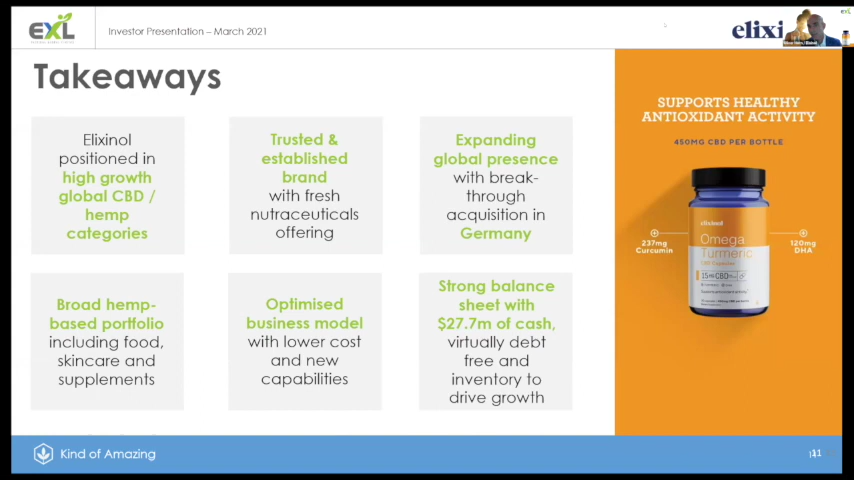 EXL
Investor Presentation – March 2021
elixi
Takeaways
Elixinol
positioned in
high growth
global CBD /
hemp
categories
Trusted &
established
brand
with fresh
nutraceuticals
offering
Expanding
global presence
with break-
through
acquisition in
Germany
Broad hemp-
based portfolio
including food,
skincare and
supplements
Optimised
business model
with lower cost
and new
capabilities
Strong balance
sheet with
$27.7m of cash,
virtually debt
free and
inventory to
drive growth
SUPPORTS HEALTHY
ANTIOXIDANT ACTIVITY
450MG CBD PER BOTTLE
237mg
Curcumin
120mg
DHA
elixinol
Omega
Turmeric
CBD Capsules
15MG CBD
Kind of Amazing
11